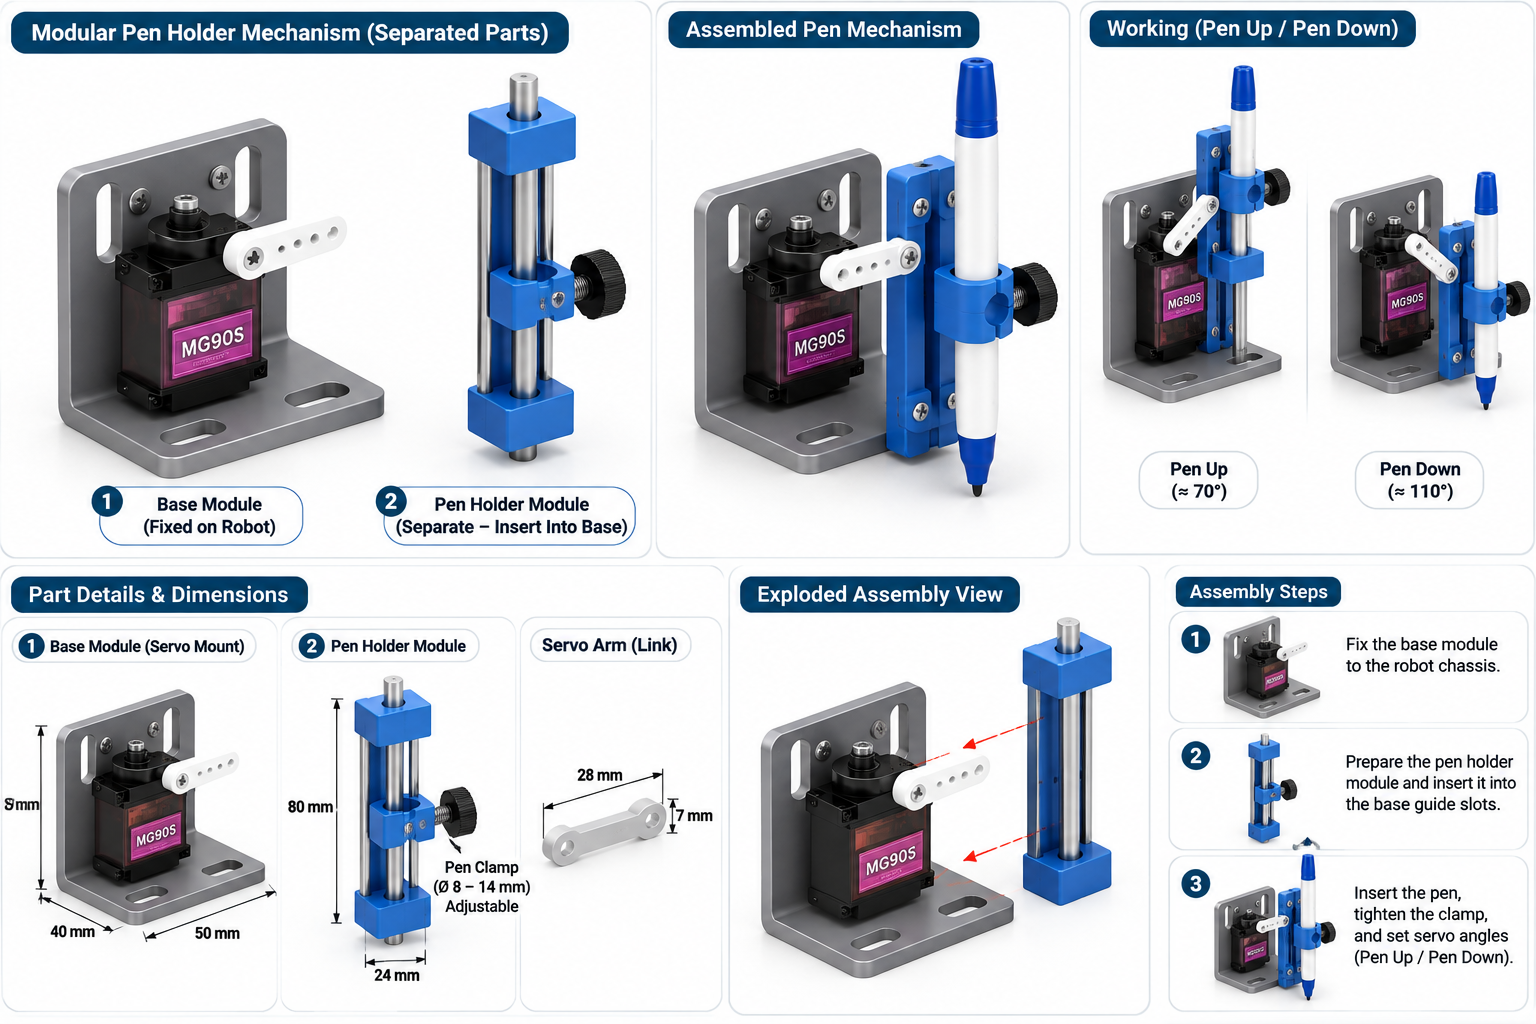 Modular Pen Holder Mechanism (Separated Parts)
MG90S
1
Base Module
(Fixed on Robot)
2
Pen Holder Module
(Separate – Insert Into Base)
Assembled Pen Mechanism
MG90S
Working (Pen Up / Pen Down)
MG90S
MG90S
Pen Up
(≈ 70°)
Pen Down
(≈ 110°)
Part Details & Dimensions
1 Base Module (Servo Mount)
MG90S
mm
40 mm
50 mm
2 Pen Holder Module
80 mm
Pen Clamp
(Ø 8 – 14 mm)
Adjustable
24 mm
Servo Arm (Link)
28 mm
7 mm
Exploded Assembly View
MG90S
Assembly Steps
1
Fix the base module
to the robot chassis.
2
Prepare the pen holder
module and insert it into
the base guide slots.
3
Insert the pen,
tighten the clamp,
and set servo angles
(Pen Up / Pen Down).